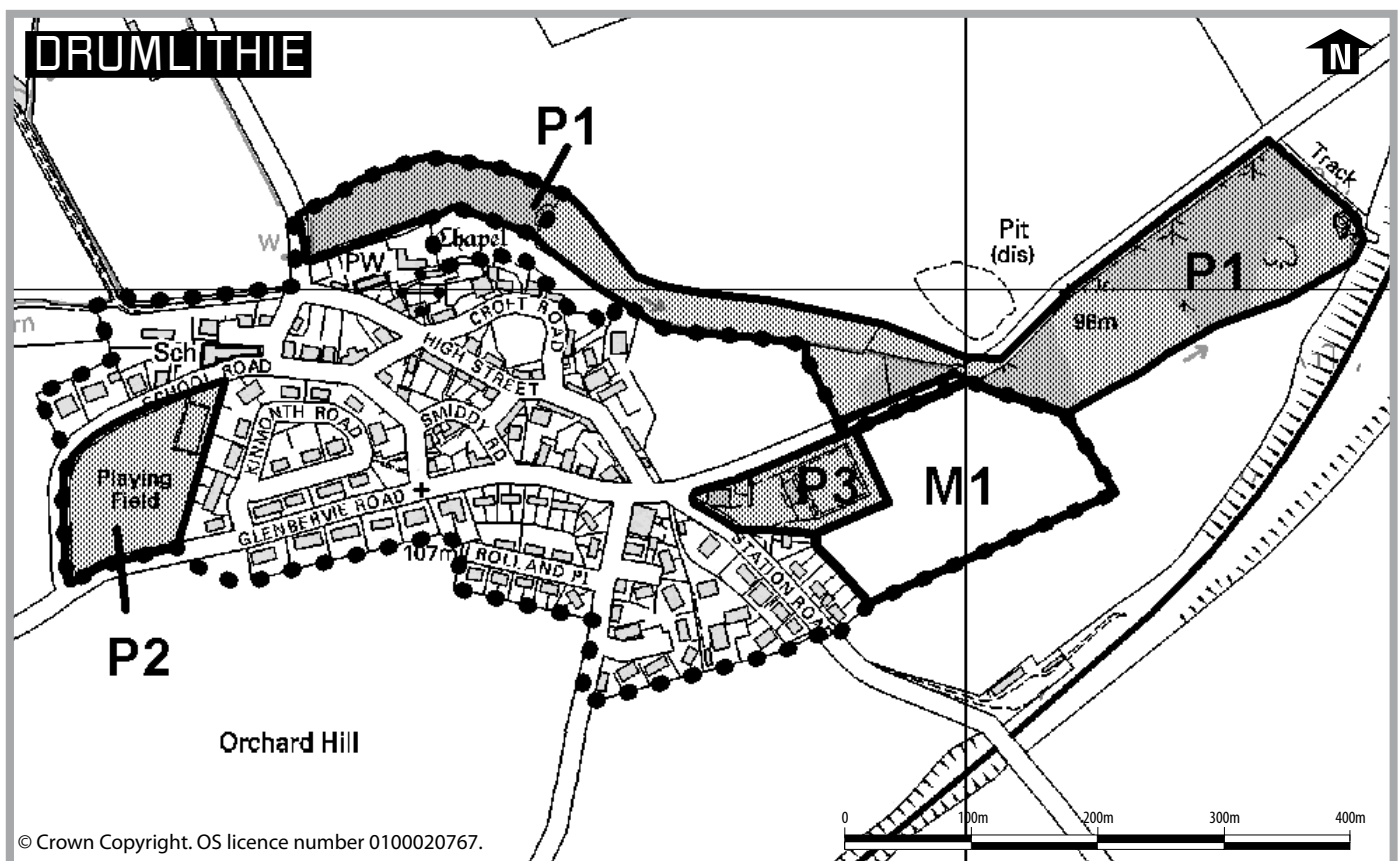 DRUMLITHIE
N
P1
Track
Pit
(dis)
W
Chapel
PW
P1
CROFT ROAD
98m
HIGH STREET
Sch
SCHOOL ROAD
KINMONTH ROAD
SMIDDY RD
Playing
Field
P3
M1
GLENBERVIE ROAD
107m
ROLLAND PL
STATION ROA
P2
Orchard Hill
0 100m 200m 300m 400m
© Crown Copyright. OS licence number 0100020767.